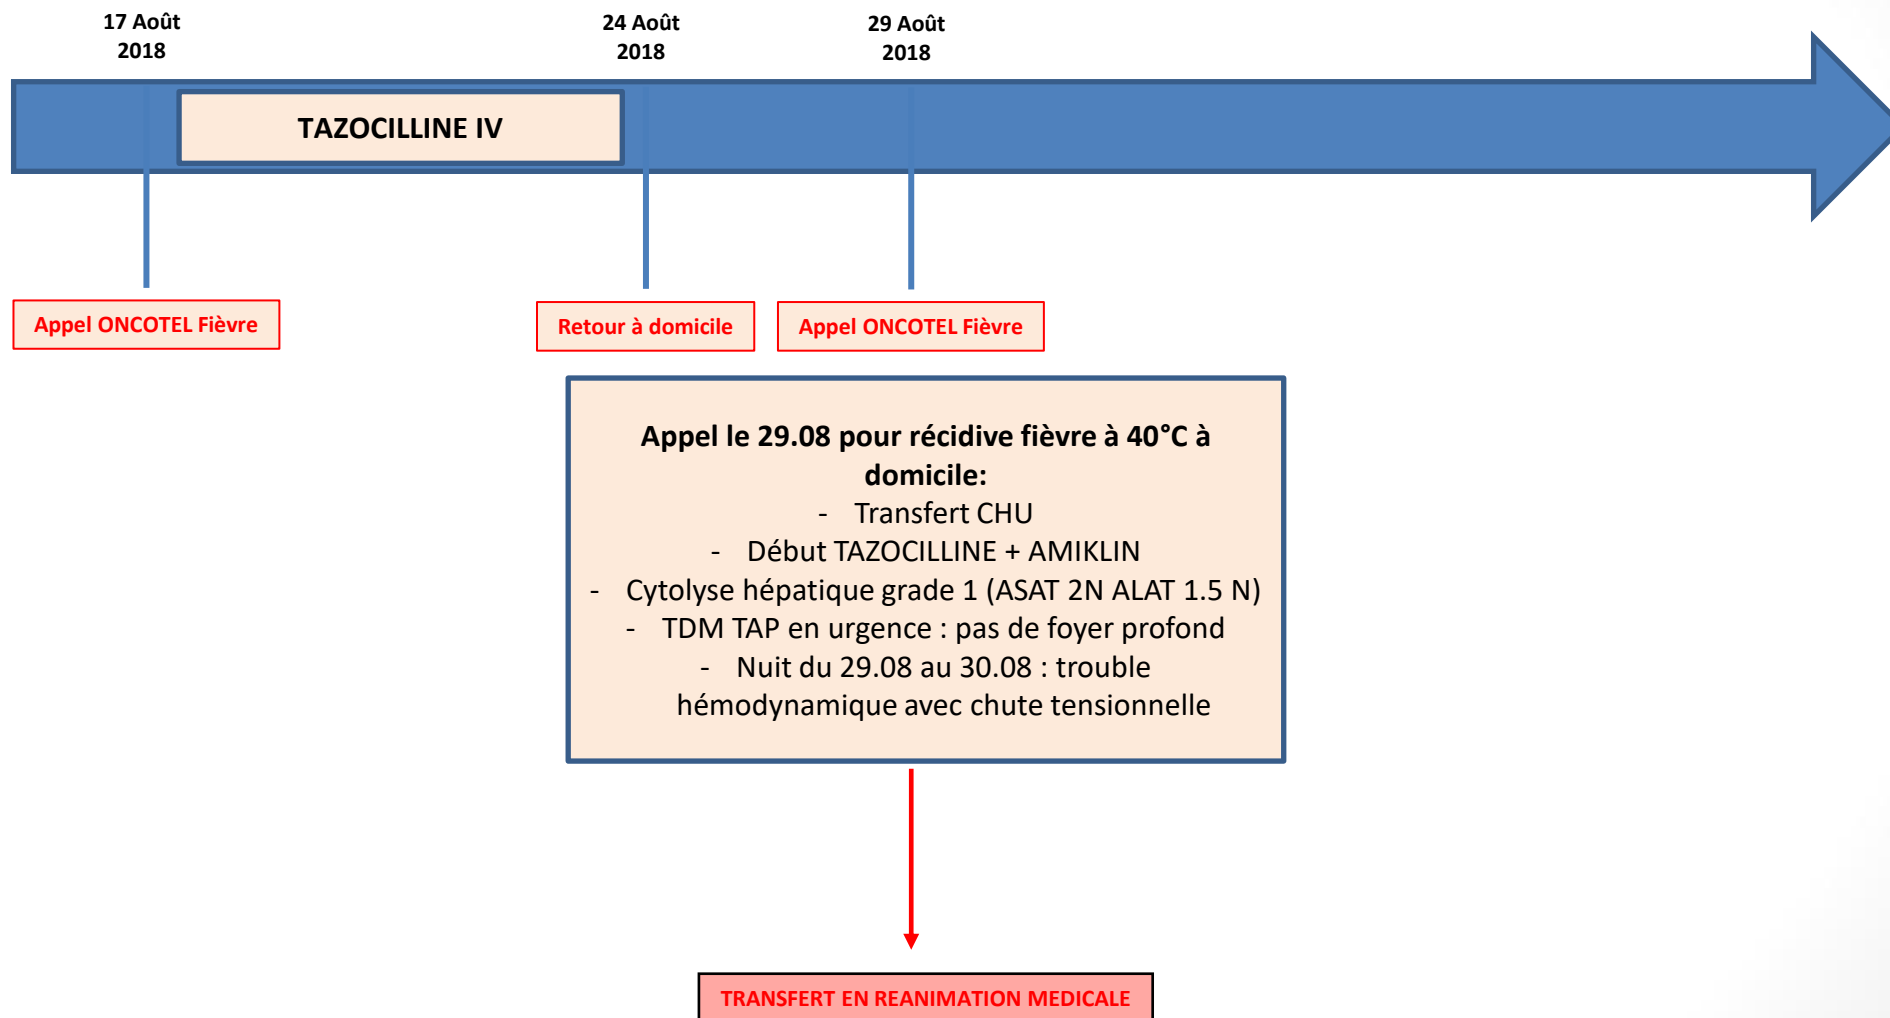 17 Août
2018
24 Août
2018
29 Août
2018
TAZOCILLINE IV
Appel ONCOTEL Fièvre
Retour à domicile
Appel ONCOTEL Fièvre
Appel le 29.08 pour récidive fièvre à 40°C à
domicile:
- Transfert CHU
- Début TAZOCILLINE + AMIKLIN
- Cytolyse hépatique grade 1 (ASAT 2N ALAT 1.5 N)
- TDM TAP en urgence : pas de foyer profond
- Nuit du 29.08 au 30.08 : trouble
hémodynamique avec chute tensionnelle
TRANSFERT EN REANIMATION MEDICALE